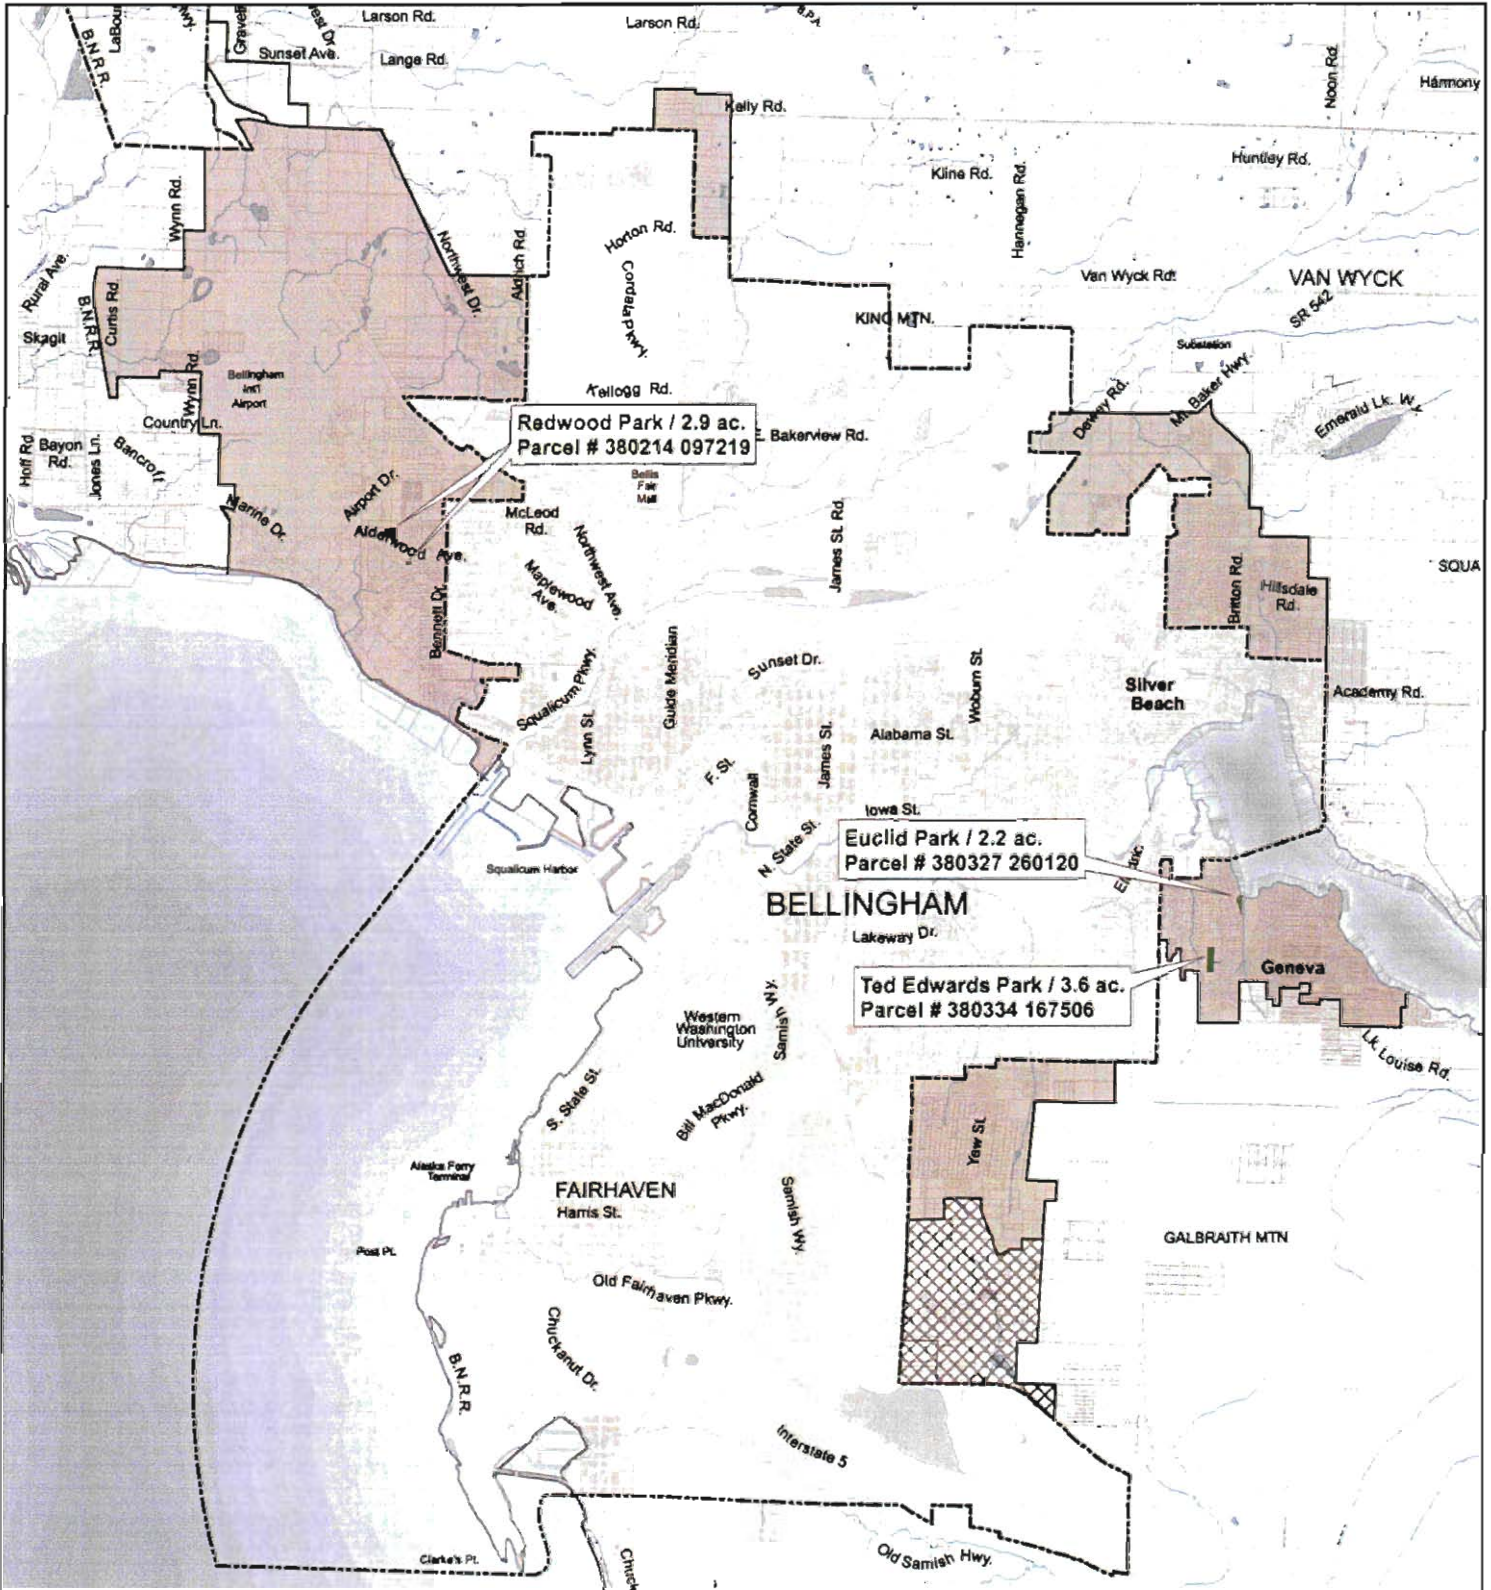 Larson Rd.
Larson Rd.
B.P.A.
B.N.R.R.
Sunset Ave.
Lange Rd.
Noon Rd.
Harmony
Kelly Rd.
Huntley Rd.
Kline Rd.
Hannegan Rd.
Wynn Rd.
Horton Rd.
Northwest Dr.
Aldrich Rd.
Cordata Pkwy.
Van Wyck Rd.
VAN WYCK
SR 542
Rural Ave.
B.N.R.R.
Curtis Rd.
Skagit
KING MTN.
Substation
Mt. Baker Hwy.
Wynn Rd.
Bellingham
Int'l
Airport
Kellogg Rd.
Dewey Rd.
Emerald Lk. W.
Country Ln.
Redwood Park / 2.9 ac.
Parcel # 380214 097219
E. Bakerview Rd.
Hoff Rd
Bayon
Rd.
Jones Ln.
Bancroft
Bellis
Fair
Mall
Airport Dr.
Marine Dr.
Alderwood Ave.
McLeod
Rd.
Northwest Ave.
James St. Rd.
Maplewood
Ave.
SQUA
Britton Rd.
Hillsdale
Rd.
Bennett Dr.
Squalicum Pkwy.
Guide Meridian
Sunset Dr.
Woburn St.
Silver
Beach
Academy Rd.
Lynn St.
James St.
Alabama St.
F. St.
Cornwall
Iowa St.
N. State St.
Euclid Park / 2.2 ac.
Parcel # 380327 260120
Electric
Squalicum Harbor
BELLINGHAM
Lakeway Dr.
Geneva
Ted Edwards Park / 3.6 ac.
Parcel # 380334 167506
Western
Washington
University
Samish Wy.
Lk. Louise Rd.
S. State St.
Bill MacDonald
Pkwy.
Yew St.
Alaska Ferry
Terminal
FAIRHAVEN
Harris St.
Samish Wy.
GALBRAITH MTN
Post Pt.
Old Fairhaven Pkwy.
Chuckanut Dr.
B.N.R.R.
Interstate 5
Clarke's Pt.
Chuck
Old Samish Hwy.